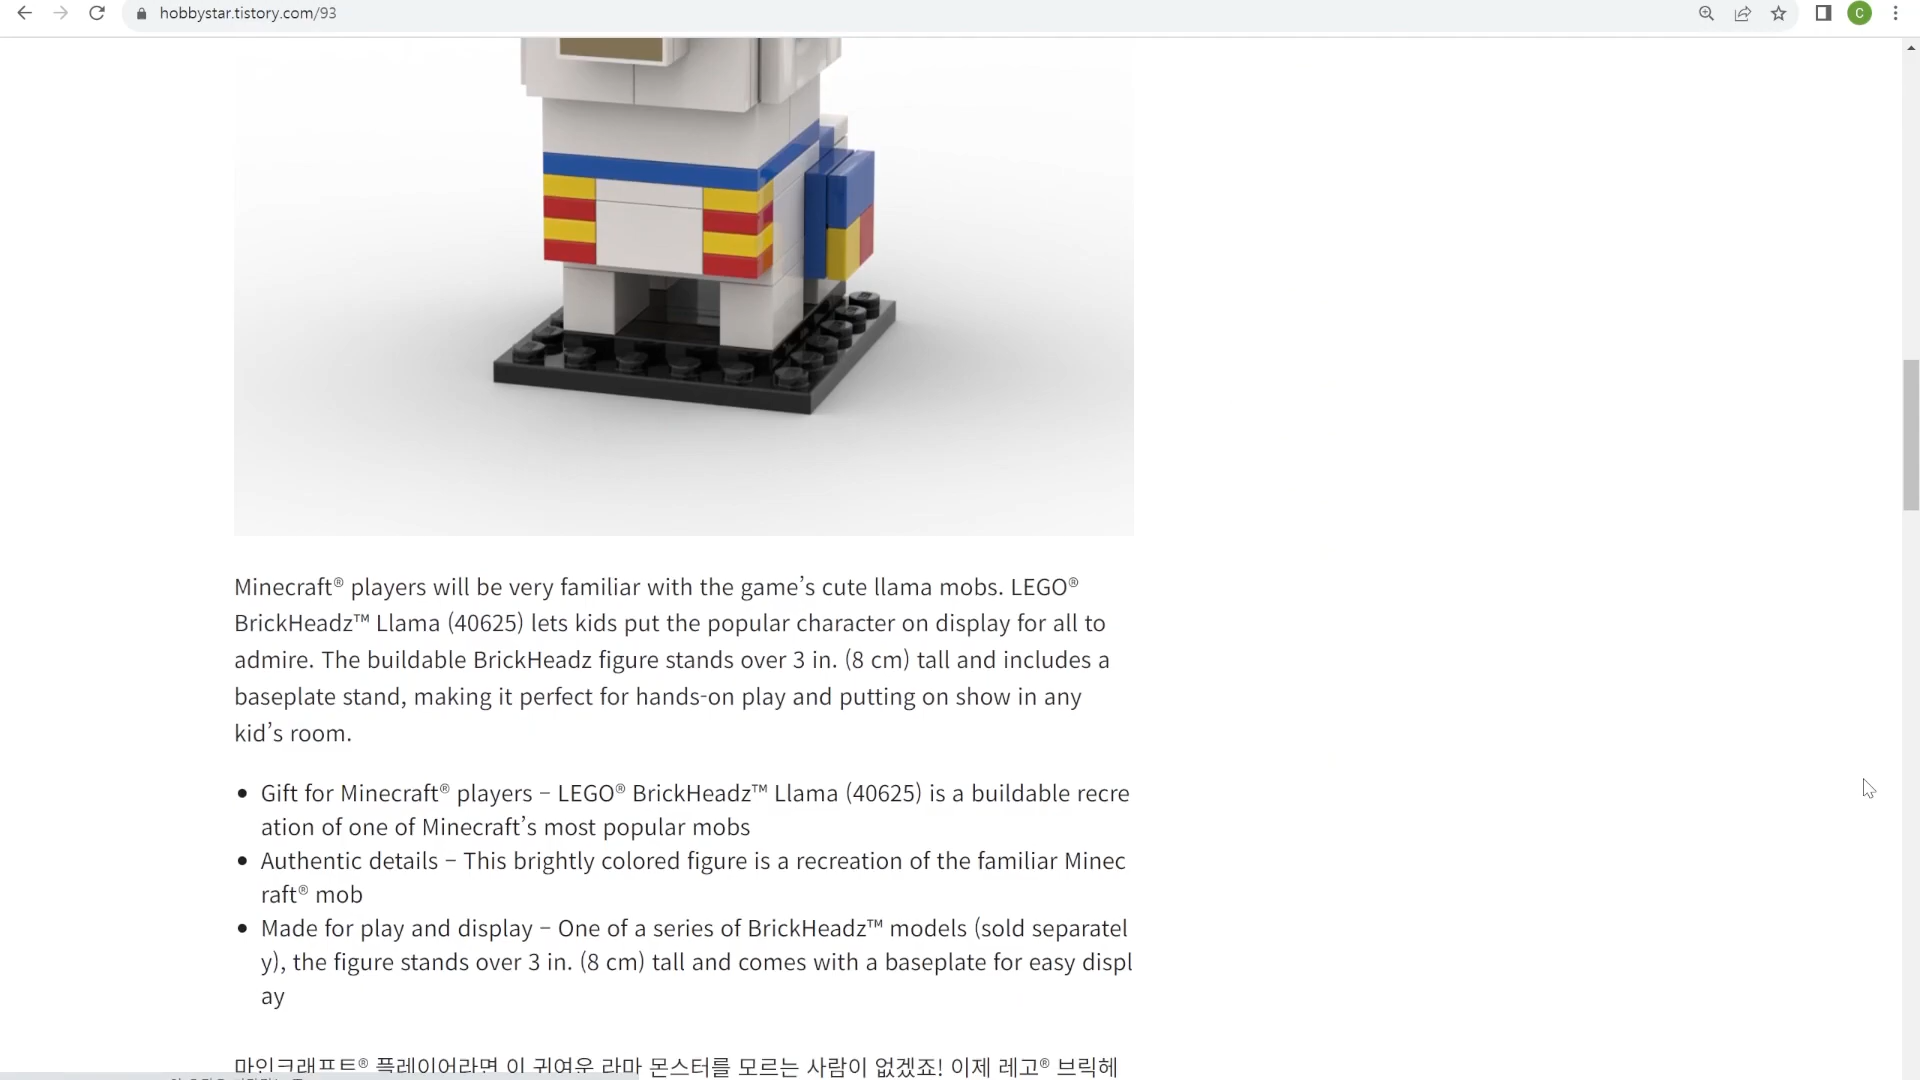 hobbystar.tistory.com/93
C
Minecraft® players will be very familiar with the game’s cute llama mobs. LEGO®
BrickHeadz™ Llama (40625) lets kids put the popular character on display for all to
admire. The buildable BrickHeadz figure stands over 3 in. (8 cm) tall and includes a
baseplate stand, making it perfect for hands-on play and putting on show in any
kid’s room.
• Gift for Minecraft® players – LEGO® BrickHeadz™ Llama (40625) is a buildable recre
ation of one of Minecraft’s most popular mobs
• Authentic details – This brightly colored figure is a recreation of the familiar Minec
raft® mob
• Made for play and display – One of a series of BrickHeadz™ models (sold separatel
y), the figure stands over 3 in. (8 cm) tall and comes with a baseplate for easy displ
ay
마인크래프트® 플레이어라면 이 귀여운 라마 몬스터를 모르는 사람이 없겠죠! 이제 레고® 브릭헤